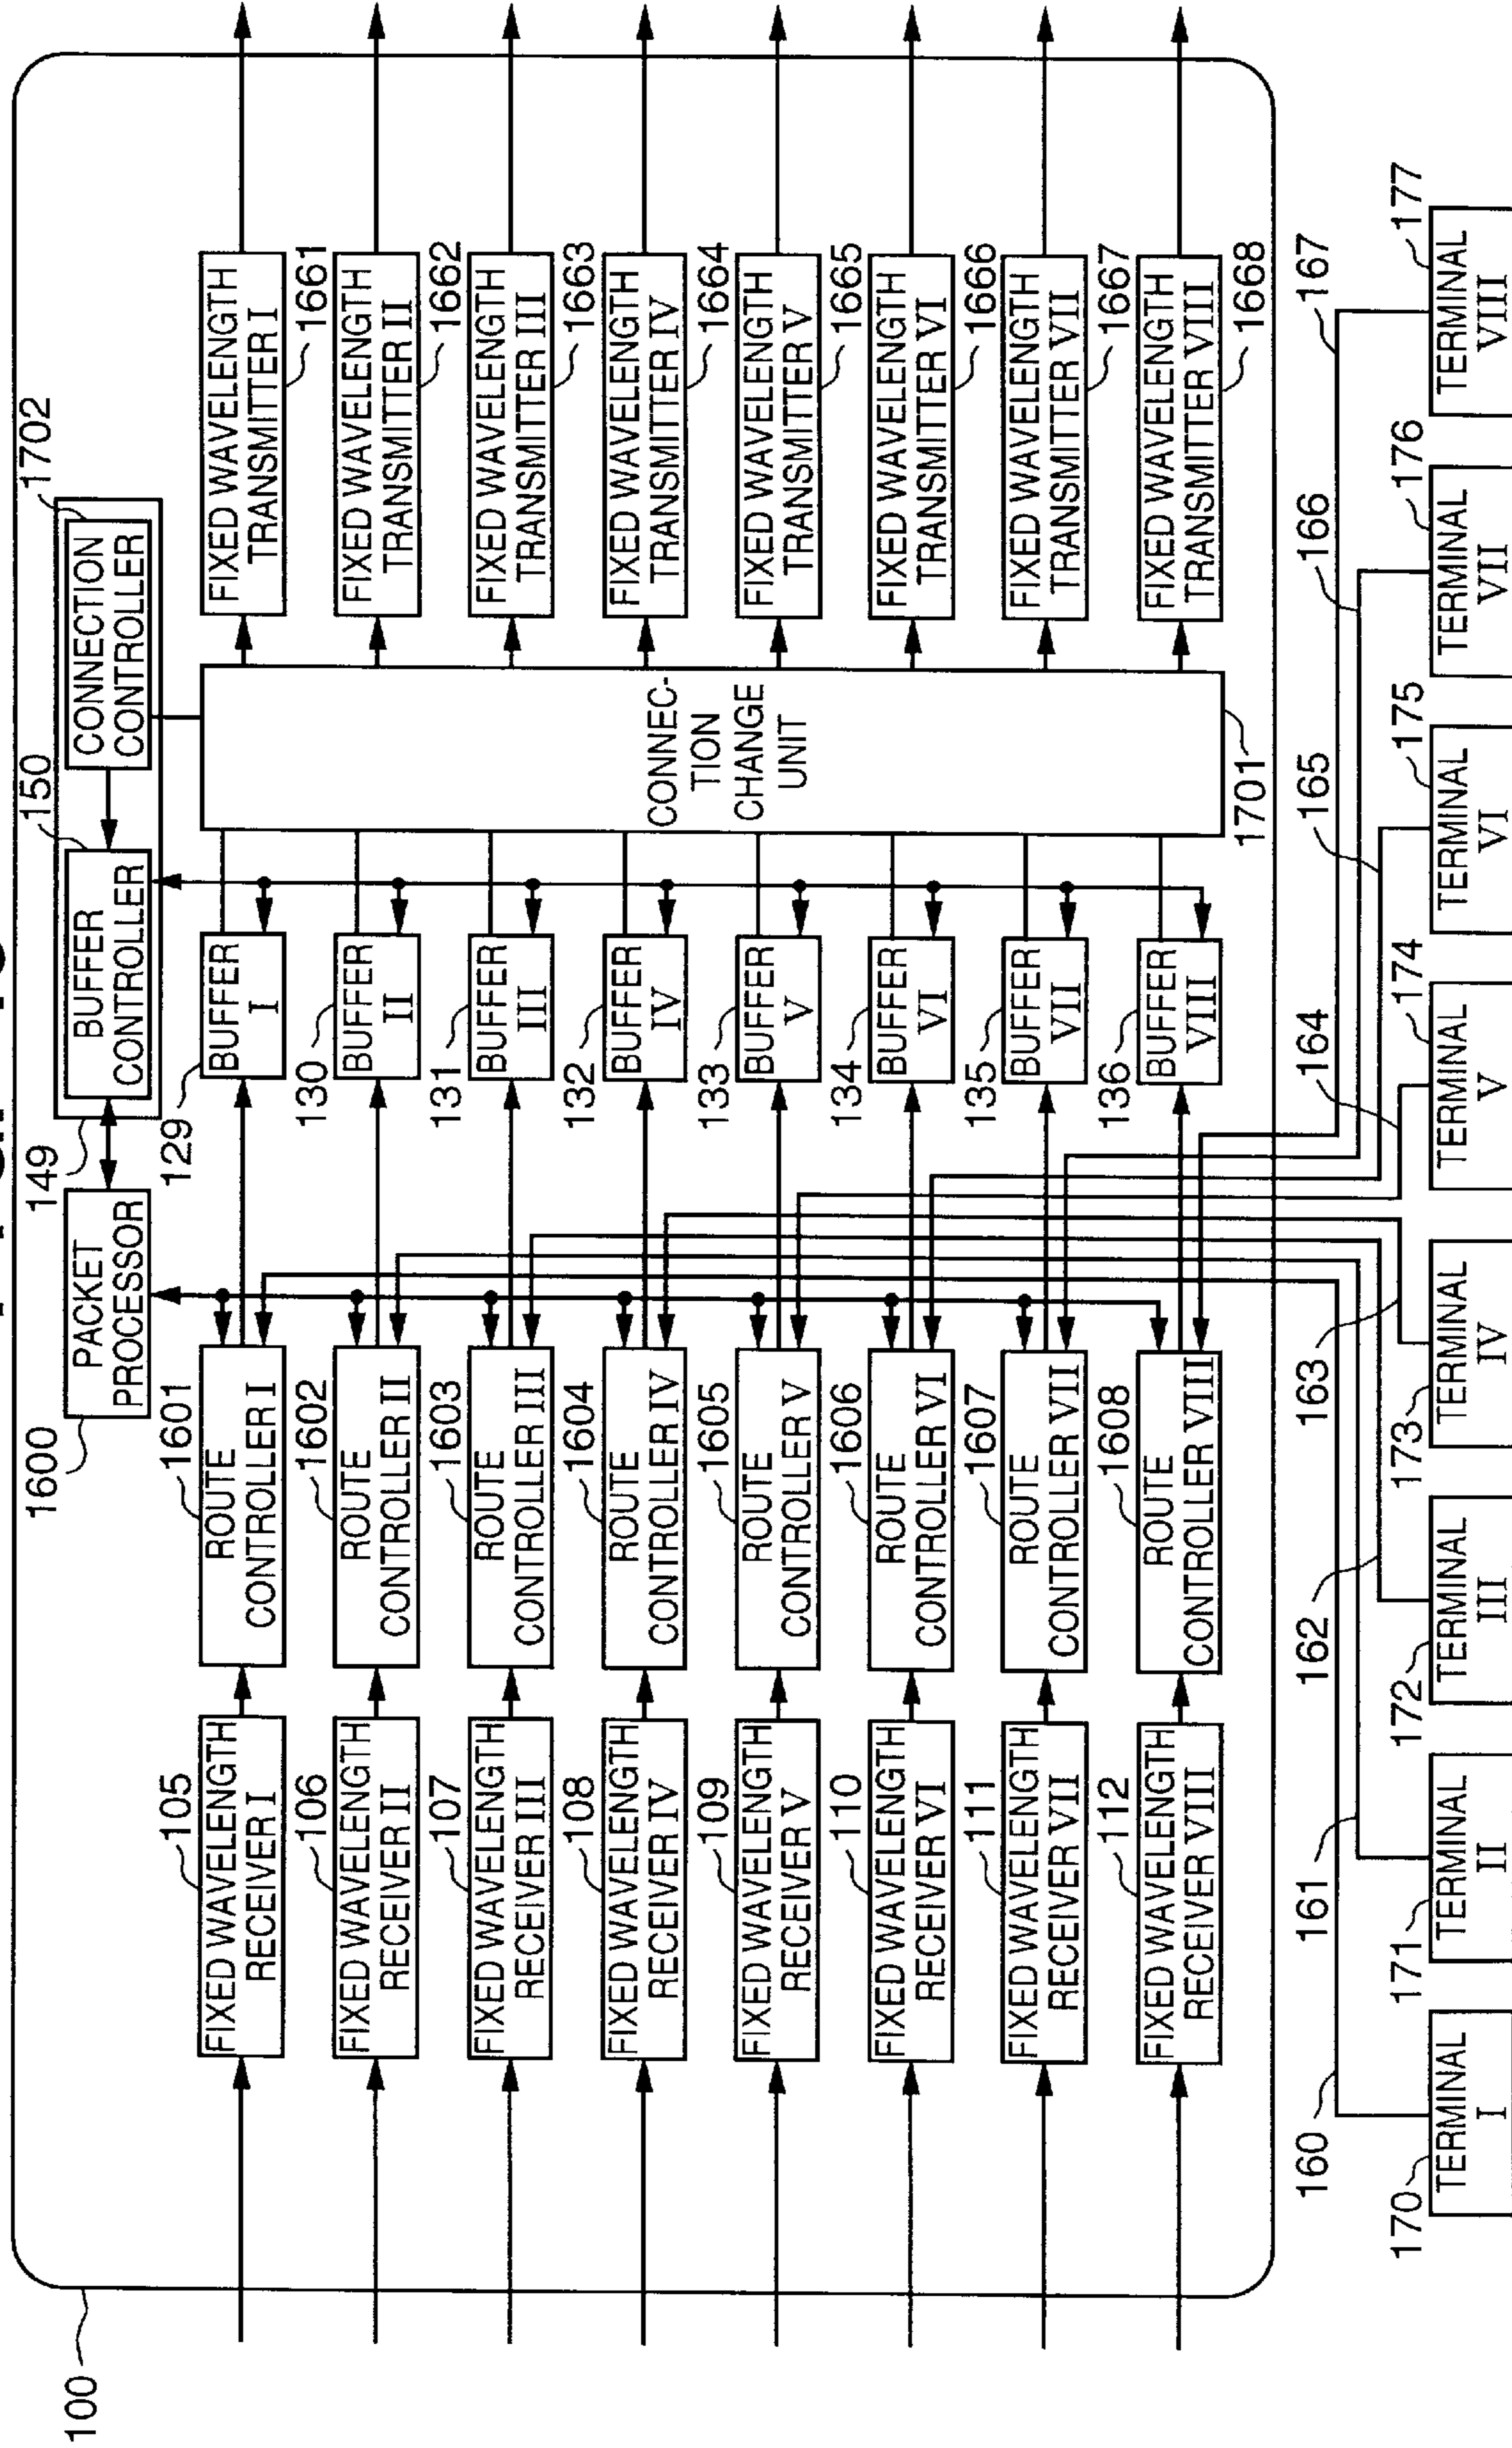 100
1600
PACKET
PROCESSOR
149
BUFFER
CONTROLLER
150
CONNECTION
CONTROLLER
1702
FIXED WAVELENGTH
RECEIVER I
105
ROUTE
CONTROLLER I
1601
BUFFER
I
129
FIXED WAVELENGTH
TRANSMITTER I
1661
FIXED WAVELENGTH
RECEIVER II
106
ROUTE
CONTROLLER II
1602
BUFFER
II
130
FIXED WAVELENGTH
TRANSMITTER II
1662
FIXED WAVELENGTH
RECEIVER III
107
ROUTE
CONTROLLER III
1603
BUFFER
III
131
FIXED WAVELENGTH
TRANSMITTER III
1663
FIXED WAVELENGTH
RECEIVER IV
108
ROUTE
CONTROLLER IV
1604
BUFFER
IV
132
FIXED WAVELENGTH
TRANSMITTER IV
1664
FIXED WAVELENGTH
RECEIVER V
109
ROUTE
CONTROLLER V
1605
BUFFER
V
133
FIXED WAVELENGTH
TRANSMITTER V
1665
FIXED WAVELENGTH
RECEIVER VI
110
ROUTE
CONTROLLER VI
1606
BUFFER
VI
134
FIXED WAVELENGTH
TRANSMITTER VI
1666
FIXED WAVELENGTH
RECEIVER VII
111
ROUTE
CONTROLLER VII
1607
BUFFER
VII
135
FIXED WAVELENGTH
TRANSMITTER VII
1667
FIXED WAVELENGTH
RECEIVER VIII
112
ROUTE
CONTROLLER VIII
1608
BUFFER
VIII
136
FIXED WAVELENGTH
TRANSMITTER VIII
1668
CONNEC-
TION
CHANGE
UNIT
1701
160
161
162
163
164
165
166
167
170
TERMINAL
I
171
TERMINAL
II
172
TERMINAL
III
173
TERMINAL
IV
174
TERMINAL
V
175
TERMINAL
VI
176
TERMINAL
VII
177
TERMINAL
VIII